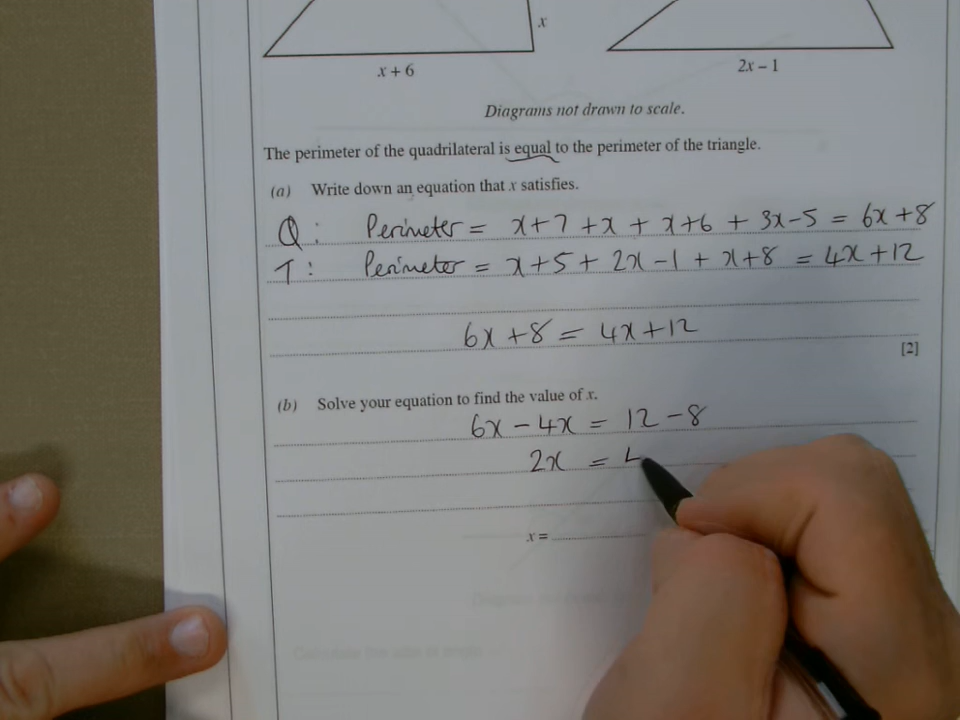 x
x + 6
2x – 1
Diagrams not drawn to scale.
The perimeter of the quadrilateral is equal to the perimeter of the triangle.
(a) Write down an equation that x satisfies.
Q: Perimeter = x+7 +x + x+6 + 3x-5 = 6x+8
T: Perimeter = x+5 + 2x-1 + x+8 = 4x+12
6x+8 = 4x+12
[2]
(b) Solve your equation to find the value of x.
6x - 4x = 12 - 8
2x = 4
x =